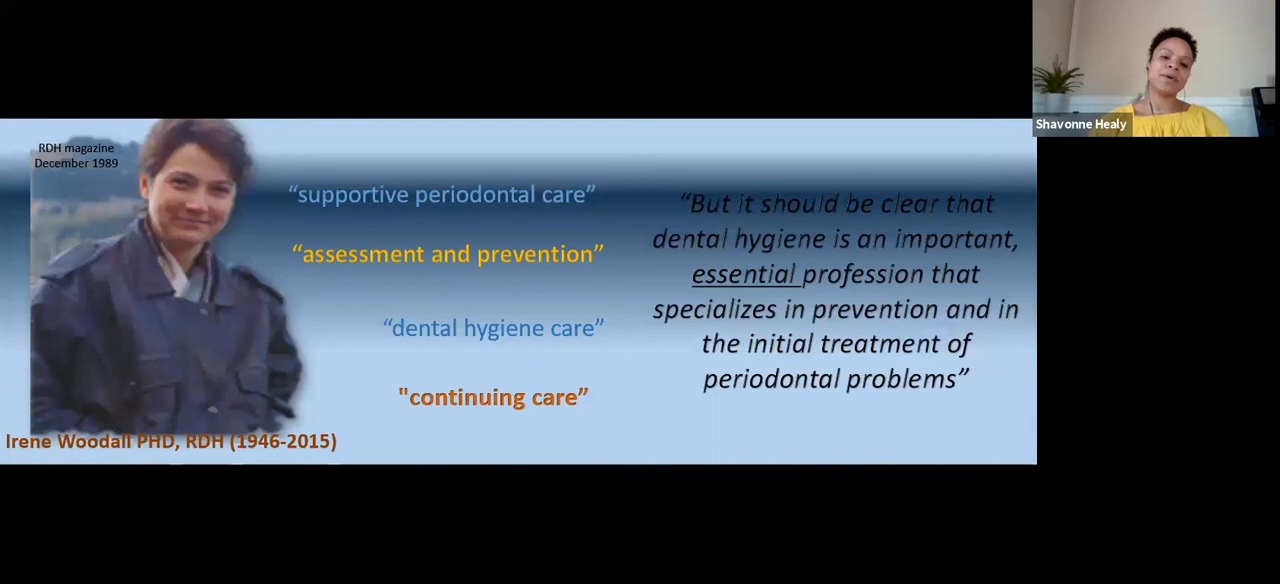 Shavonne Healy
RDH magazine
December 1989
“supportive periodontal care”
“assessment and prevention”
“dental hygiene care”
"continuing care”
Irene Woodall PHD, RDH (1946-2015)
“But it should be clear that
dental hygiene is an important,
essential profession that
specializes in prevention and in
the initial treatment of
periodontal problems”